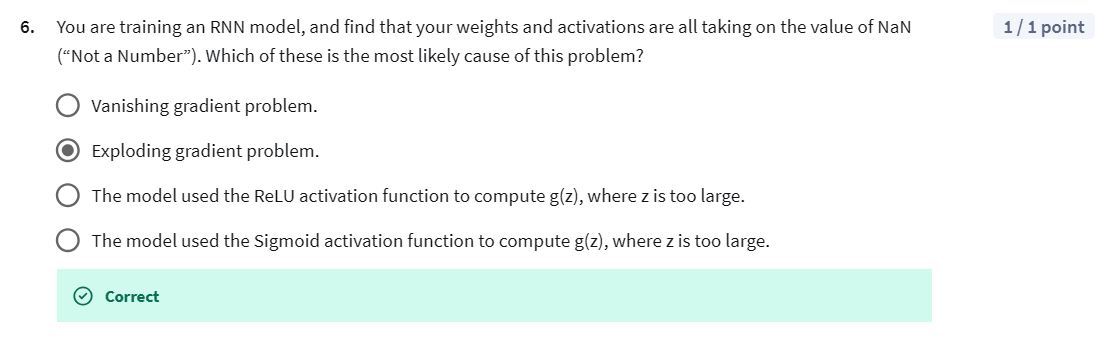 6. You are training an RNN model, and find that your weights and activations are all taking on the value of NaN
1 / 1 point
(“Not a Number”). Which of these is the most likely cause of this problem?
Vanishing gradient problem.
Exploding gradient problem.
The model used the ReLU activation function to compute g(z), where z is too large.
The model used the Sigmoid activation function to compute g(z), where z is too large.
Correct